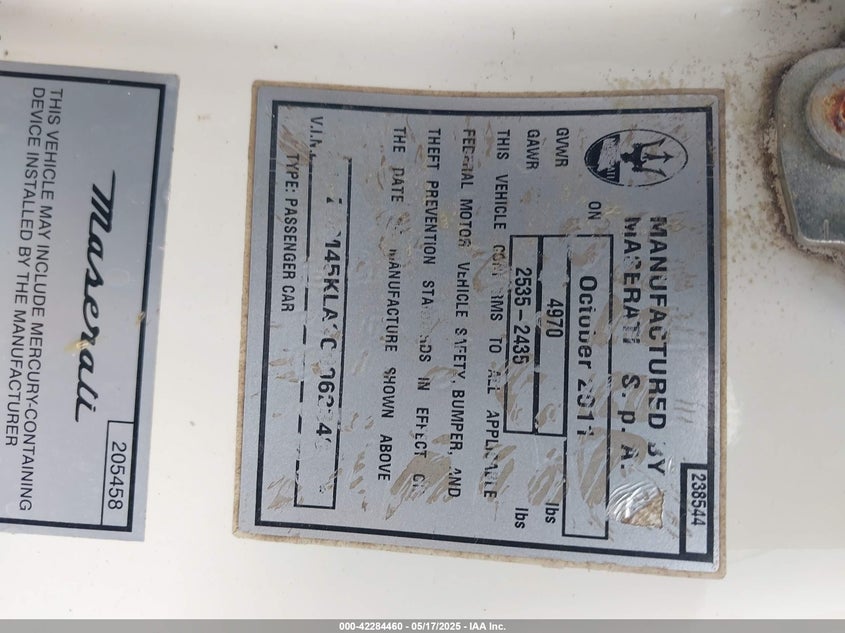 238544
MANUFACTURED BY
MASERATI S.p.A.
ON October 2011
GVWR 4970 lbs
GAWR 2535-2435 lbs
THIS VEHICLE CONFORMS TO ALL APPLICABLE
FEDERAL MOTOR VEHICLE SAFETY, BUMPER, AND
THEFT PREVENTION STANDARDS IN EFFECT ON
THE DATE OF MANUFACTURE SHOWN ABOVE
V.I.N.
TYPE: PASSENGER CAR
205458
Maserati
THIS VEHICLE MAY INCLUDE MERCURY-CONTAINING
DEVICE INSTALLED BY THE MANUFACTURER
000-42284460 - 05/17/2025 - IAA Inc.